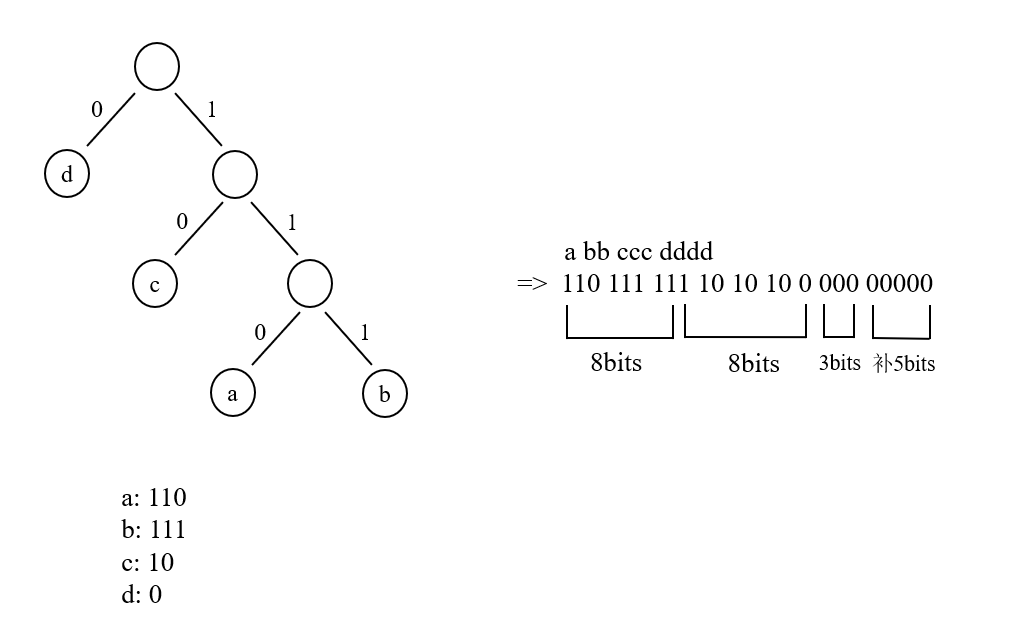 0 1
d
0 1
c
0 1
a b
a bb ccc dddd
=> 110 111 111 10 10 10 0 000 00000
8bits 8bits 3bits 补5bits
a: 110
b: 111
c: 10
d: 0